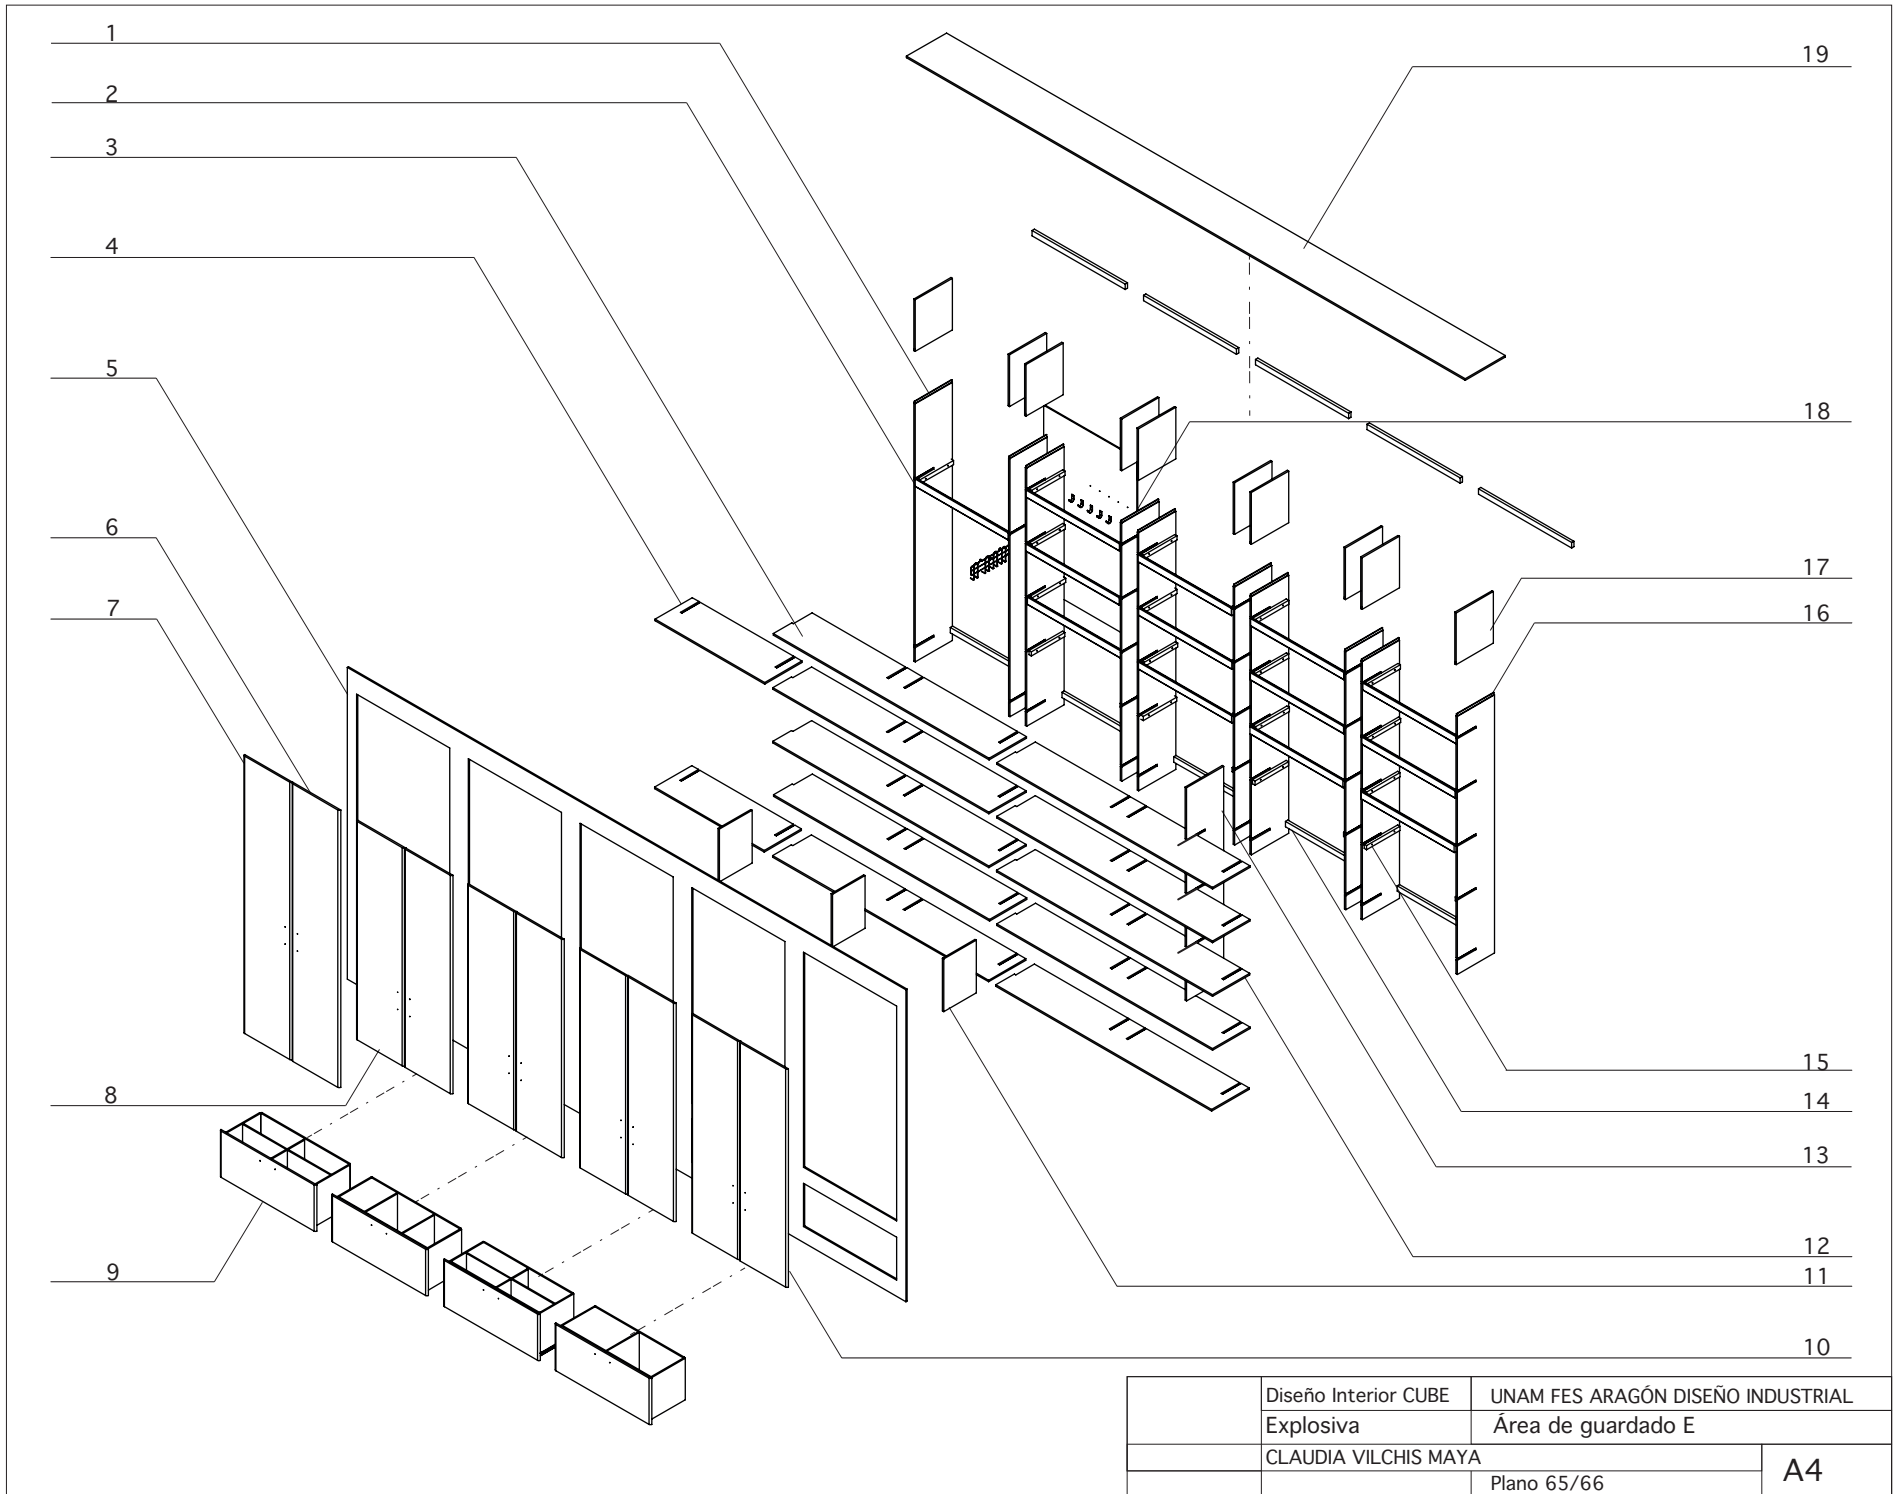 1
2
3
4
5
6
7
8
9
19
18
17
16
15
14
13
12
11
10
Diseño Interior CUBE
UNAM FES ARAGÓN DISEÑO INDUSTRIAL
Explosiva
Área de guardado E
CLAUDIA VILCHIS MAYA
A4
Plano 65/66